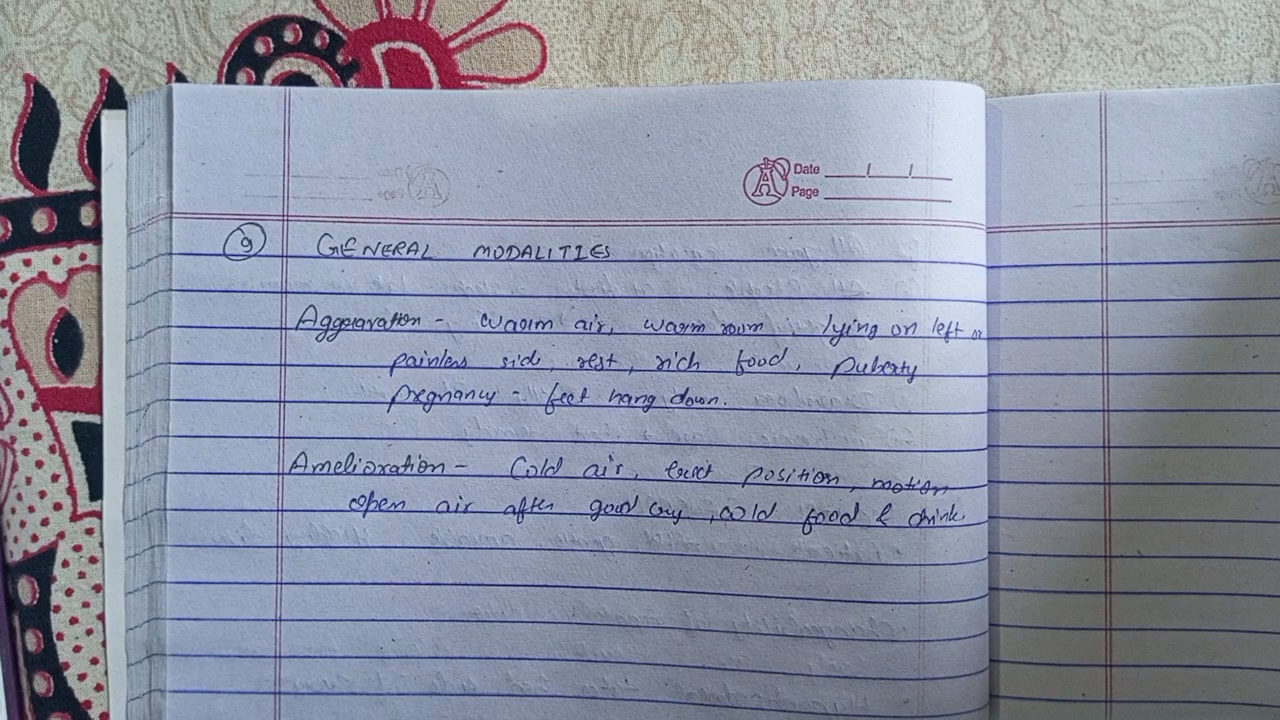 Date
Page
9 GENERAL MODALITIES
Aggravation - warm air, warm room, lying on left or
painless side, rest, rich food, puberty
pregnancy - feet hang down.
Amelioration - Cold air, Erect position, motion
open air after good cry, cold food & drink.